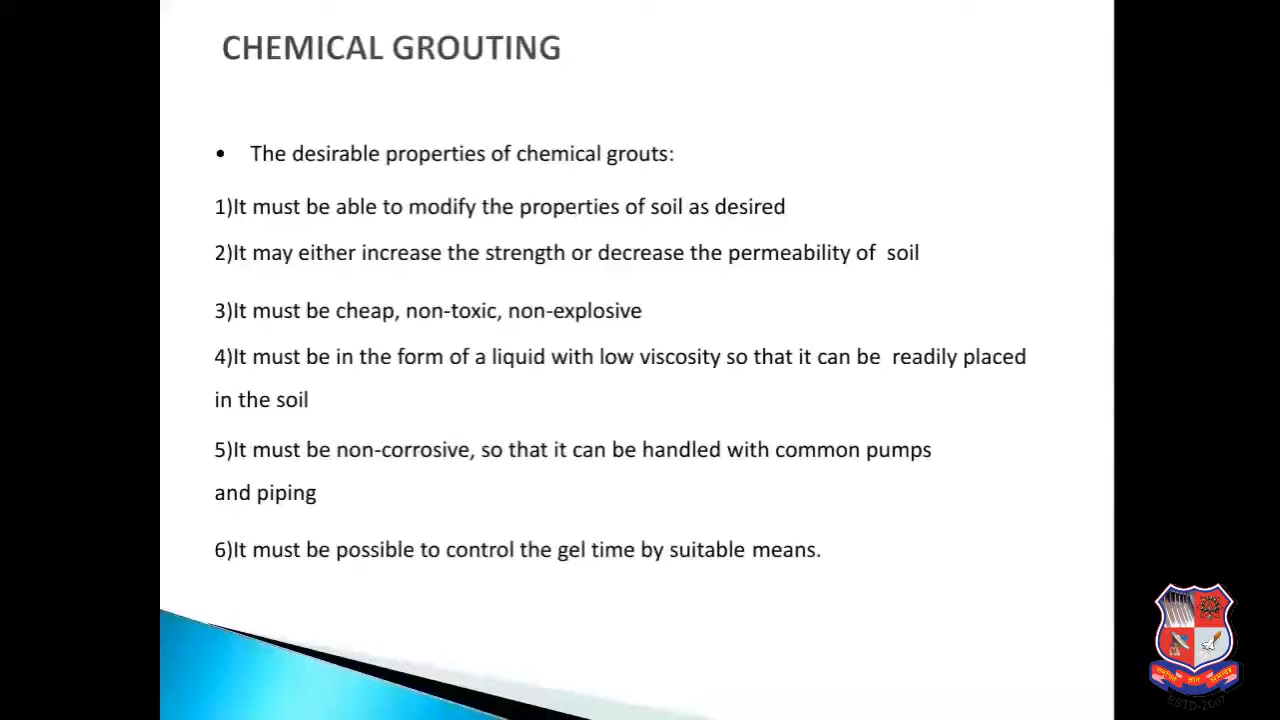 CHEMICAL GROUTING
• The desirable properties of chemical grouts:
1)It must be able to modify the properties of soil as desired
2)It may either increase the strength or decrease the permeability of soil
3)It must be cheap, non-toxic, non-explosive
4)It must be in the form of a liquid with low viscosity so that it can be readily placed
in the soil
5)It must be non-corrosive, so that it can be handled with common pumps
and piping
6)It must be possible to control the gel time by suitable means.